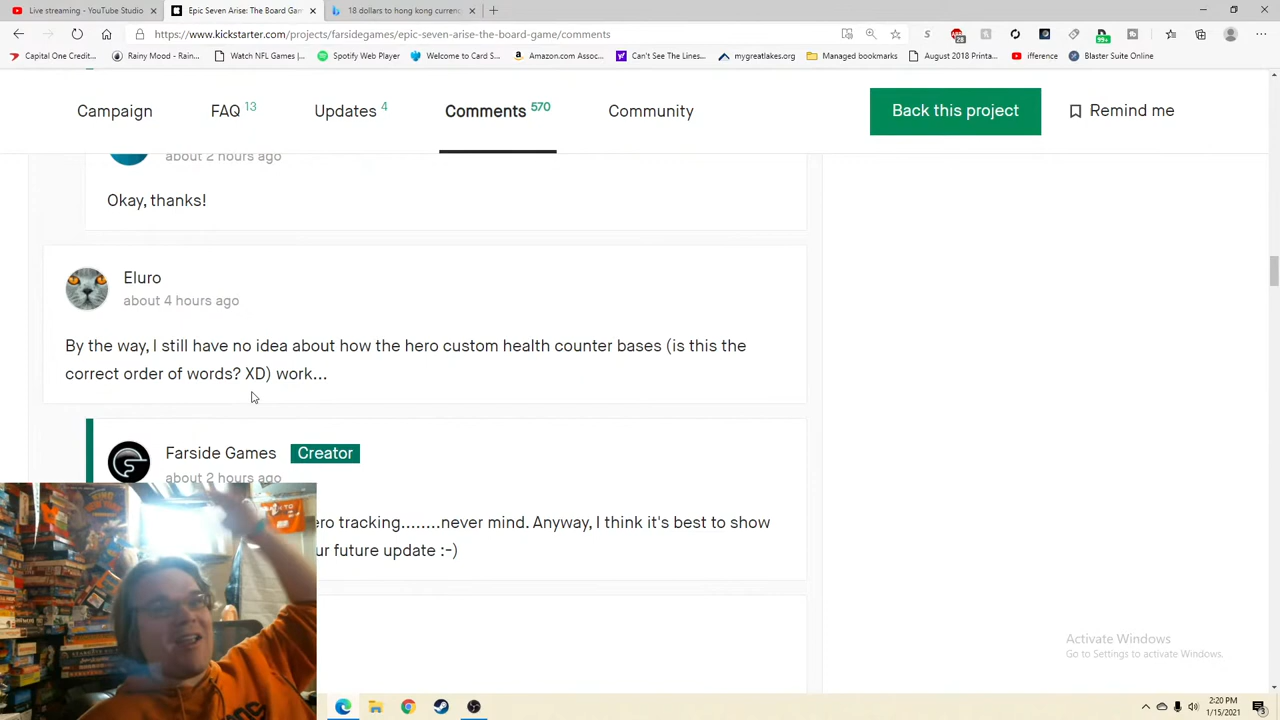 Live streaming - YouTube Studio
Epic Seven Arise: The Board Gam
18 dollars to hong kong currenc
https://www.kickstarter.com/projects/farsidegames/epic-seven-arise-the-board-game/comments
28
99+
Capital One Credit...
Rainy Mood - Rain...
Watch NFL Games |...
Spotify Web Player
Welcome to Card S...
Amazon.com Assoc...
Can't See The Lines...
mygreatlakes.org
Managed bookmarks
August 2018 Printa...
ifference
Blaster Suite Online
Campaign
FAQ 13
Updates 4
Comments 570
Community
Back this project
Remind me
about 2 hours ago
Okay, thanks!
Eluro
about 4 hours ago
By the way, I still have no idea about how the hero custom health counter bases (is this the
correct order of words? XD) work...
Farside Games Creator
about 2 hours ago
ero tracking........never mind. Anyway, I think it's best to show
ur future update :-)
Activate Windows
Go to Settings to activate Windows.
2:20 PM
1/15/2021
3